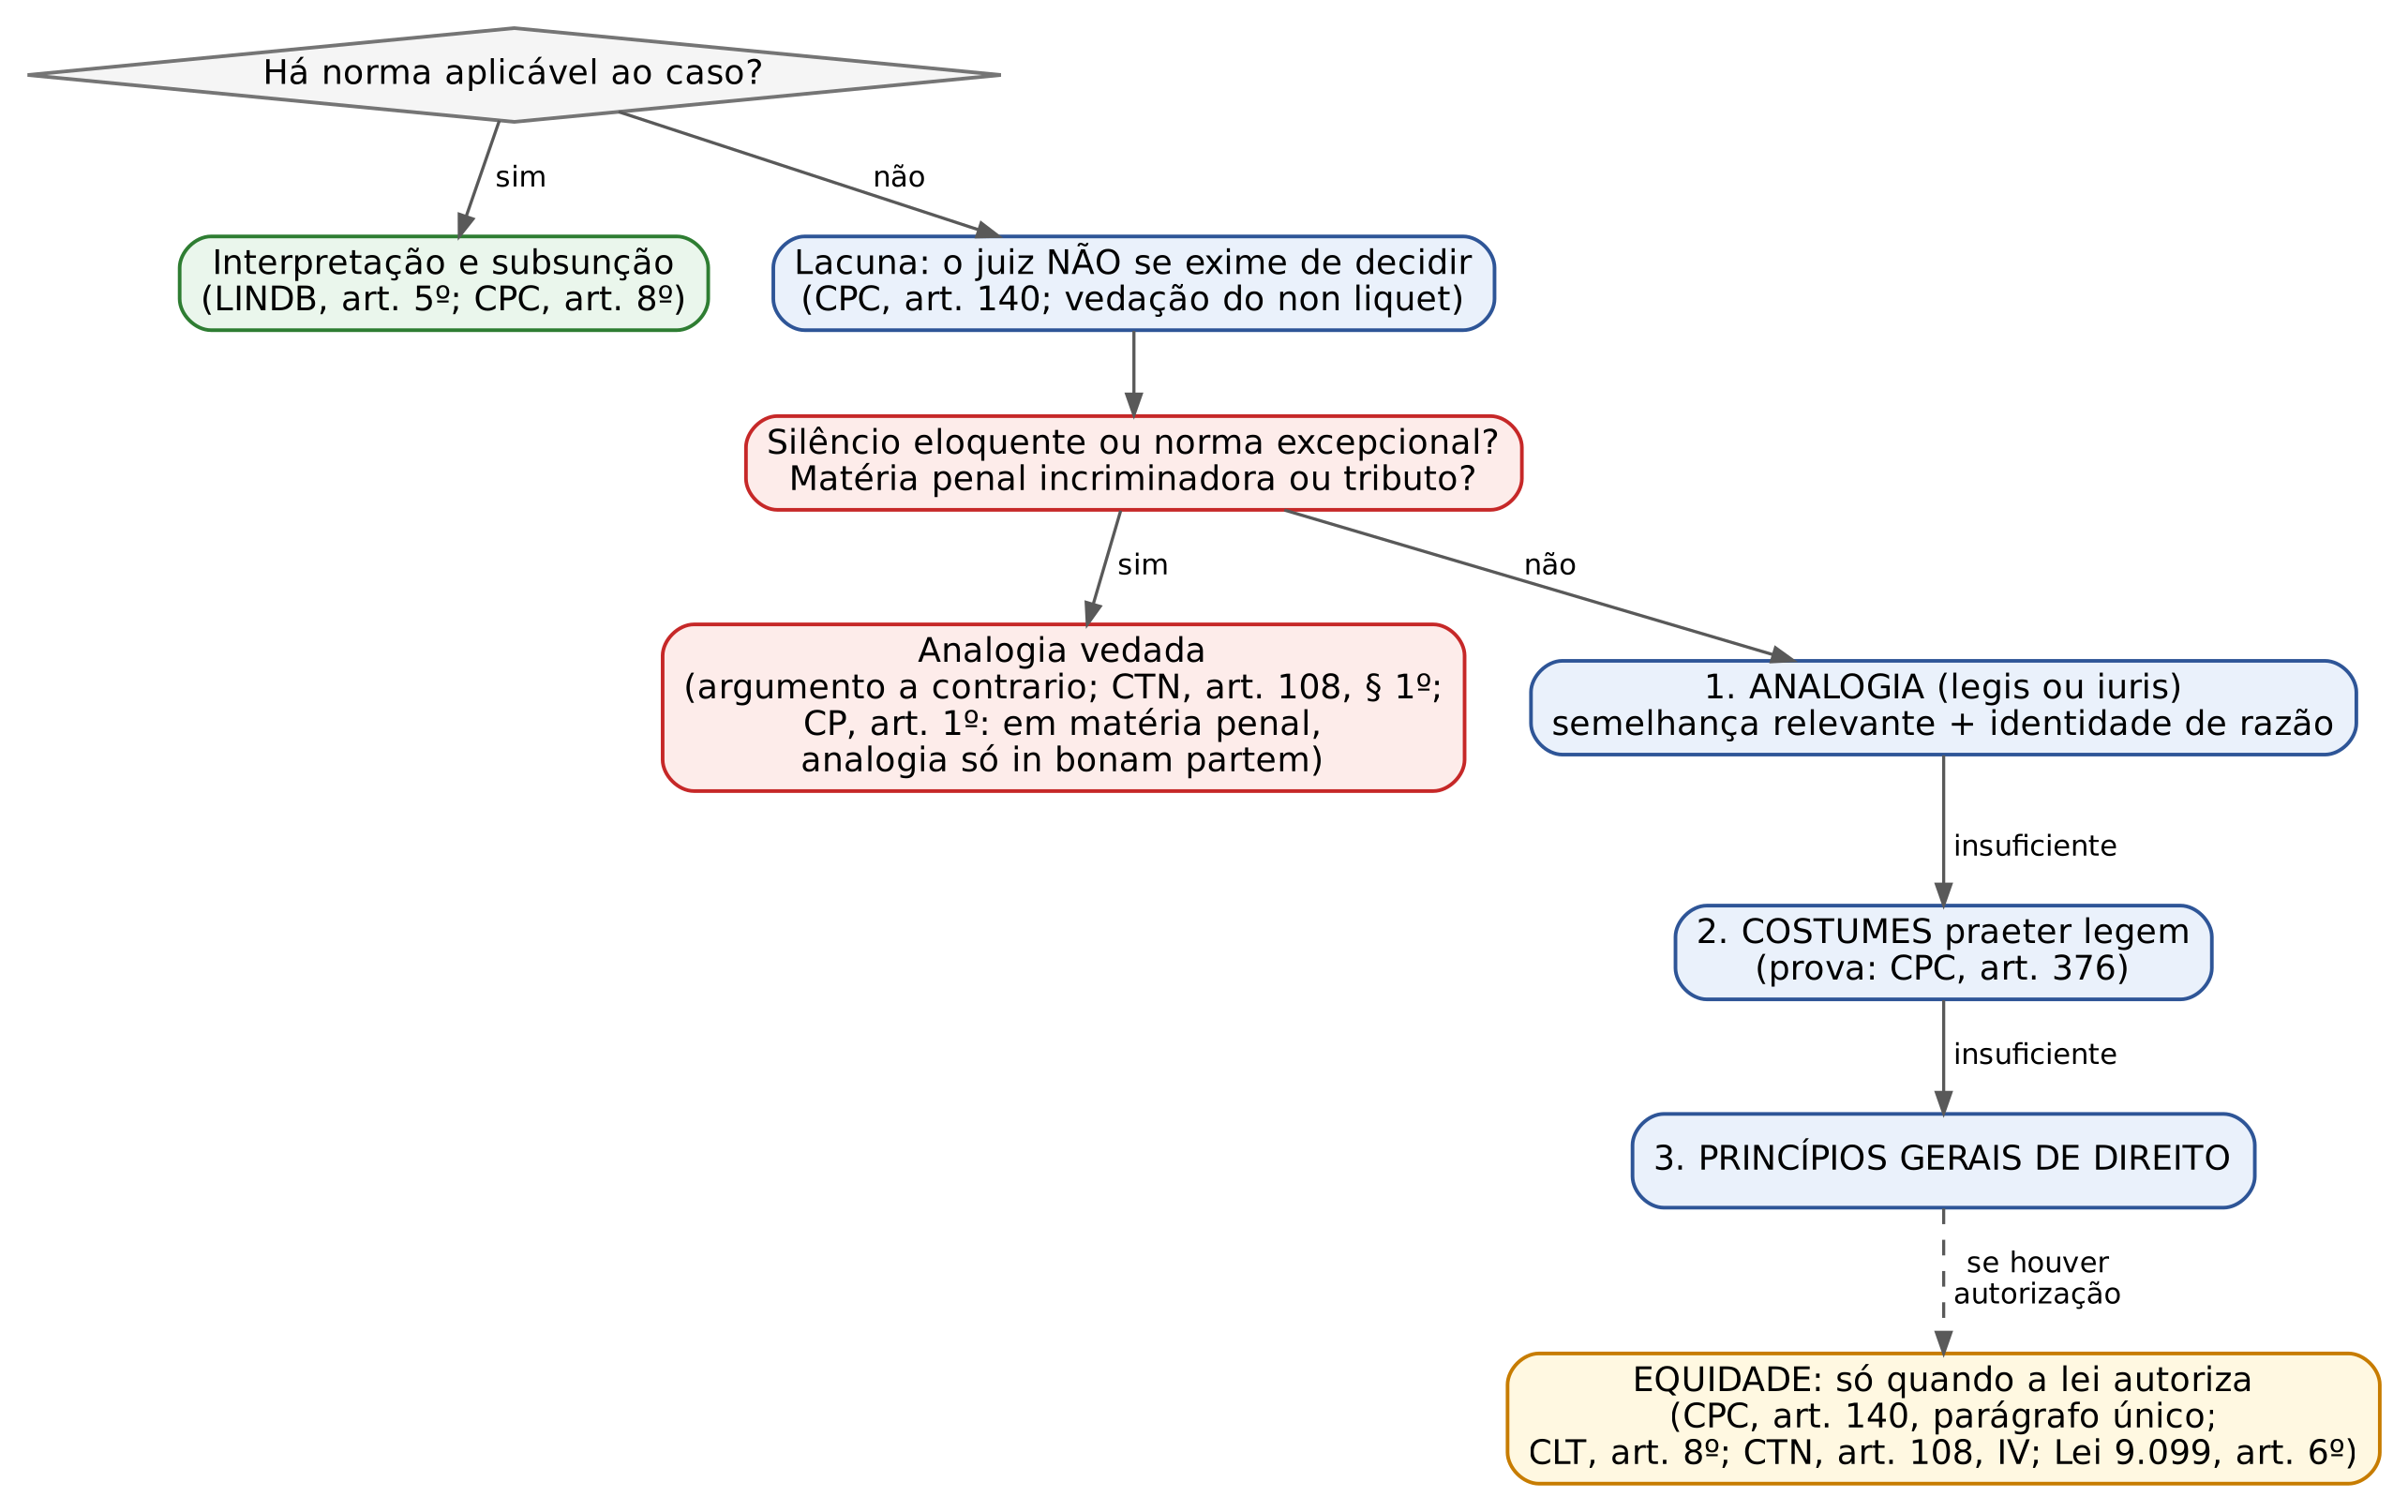 Há norma aplicável ao caso?
sim
não
Interpretação e subsunção
(LINDB, art. 5º; CPC, art. 8º)
Lacuna: o juiz NÃO se exime de decidir
(CPC, art. 140; vedação do non liquet)
Silêncio eloquente ou norma excepcional?
Matéria penal incriminadora ou tributo?
sim
não
Analogia vedada
(argumento a contrario; CTN, art. 108, § 1º;
CP, art. 1º: em matéria penal,
analogia só in bonam partem)
1. ANALOGIA (legis ou iuris)
semelhança relevante + identidade de razão
insuficiente
2. COSTUMES praeter legem
(prova: CPC, art. 376)
insuficiente
3. PRINCÍPIOS GERAIS DE DIREITO
se houver
autorização
EQUIDADE: só quando a lei autoriza
(CPC, art. 140, parágrafo único;
CLT, art. 8º; CTN, art. 108, IV; Lei 9.099, art. 6º)